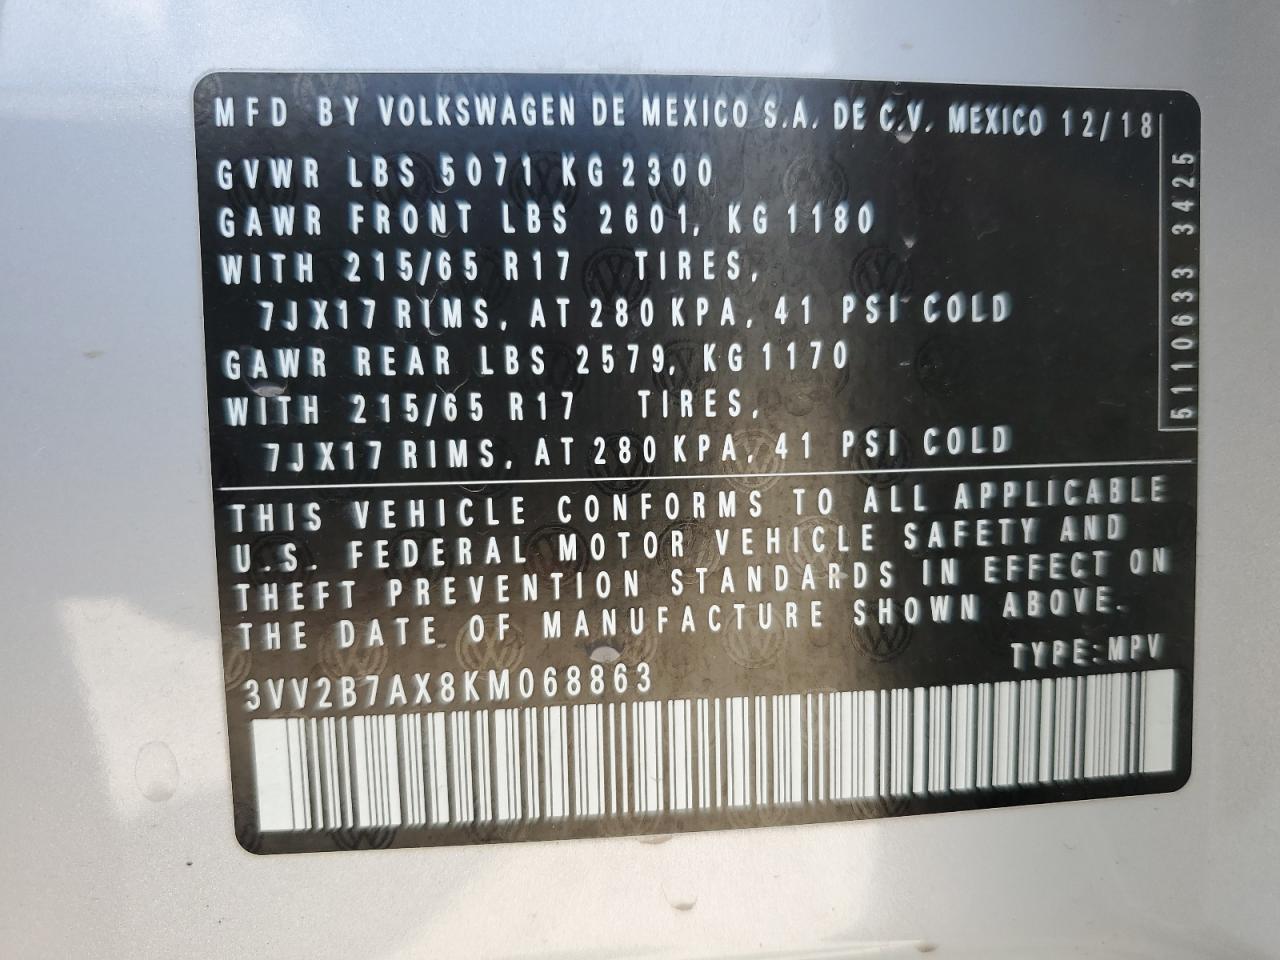 MFD BY VOLKSWAGEN DE MEXICO S.A. DE C.V. MEXICO 12/18
GVWR LBS 5071 KG 2300
GAWR FRONT LBS 2601, KG 1180
WITH 215/65 R17 TIRES,
7JX17 RIMS, AT 280 KPA, 41 PSI COLD
GAWR REAR LBS 2579, KG 1170
WITH 215/65 R17 TIRES,
7JX17 RIMS, AT 280 KPA, 41 PSI COLD
5110633 3425
THIS VEHICLE CONFORMS TO ALL APPLICABLE
U.S. FEDERAL MOTOR VEHICLE SAFETY AND
THEFT PREVENTION STANDARDS IN EFFECT ON
THE DATE OF MANUFACTURE SHOWN ABOVE.
TYPE:MPV
3VV2B7AX8KM068863